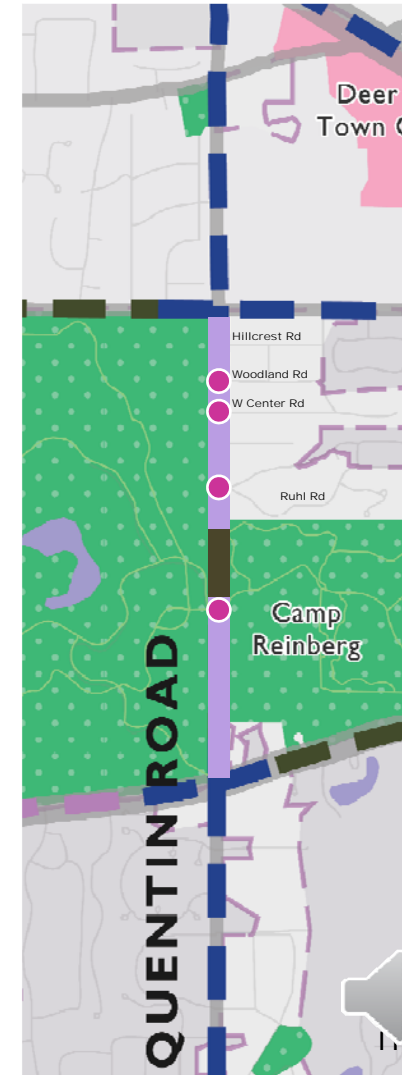 Deer
Town
Hillcrest Rd
Woodland Rd
W Center Rd
Ruhl Rd
Camp
Reinberg
QUENTIN ROAD